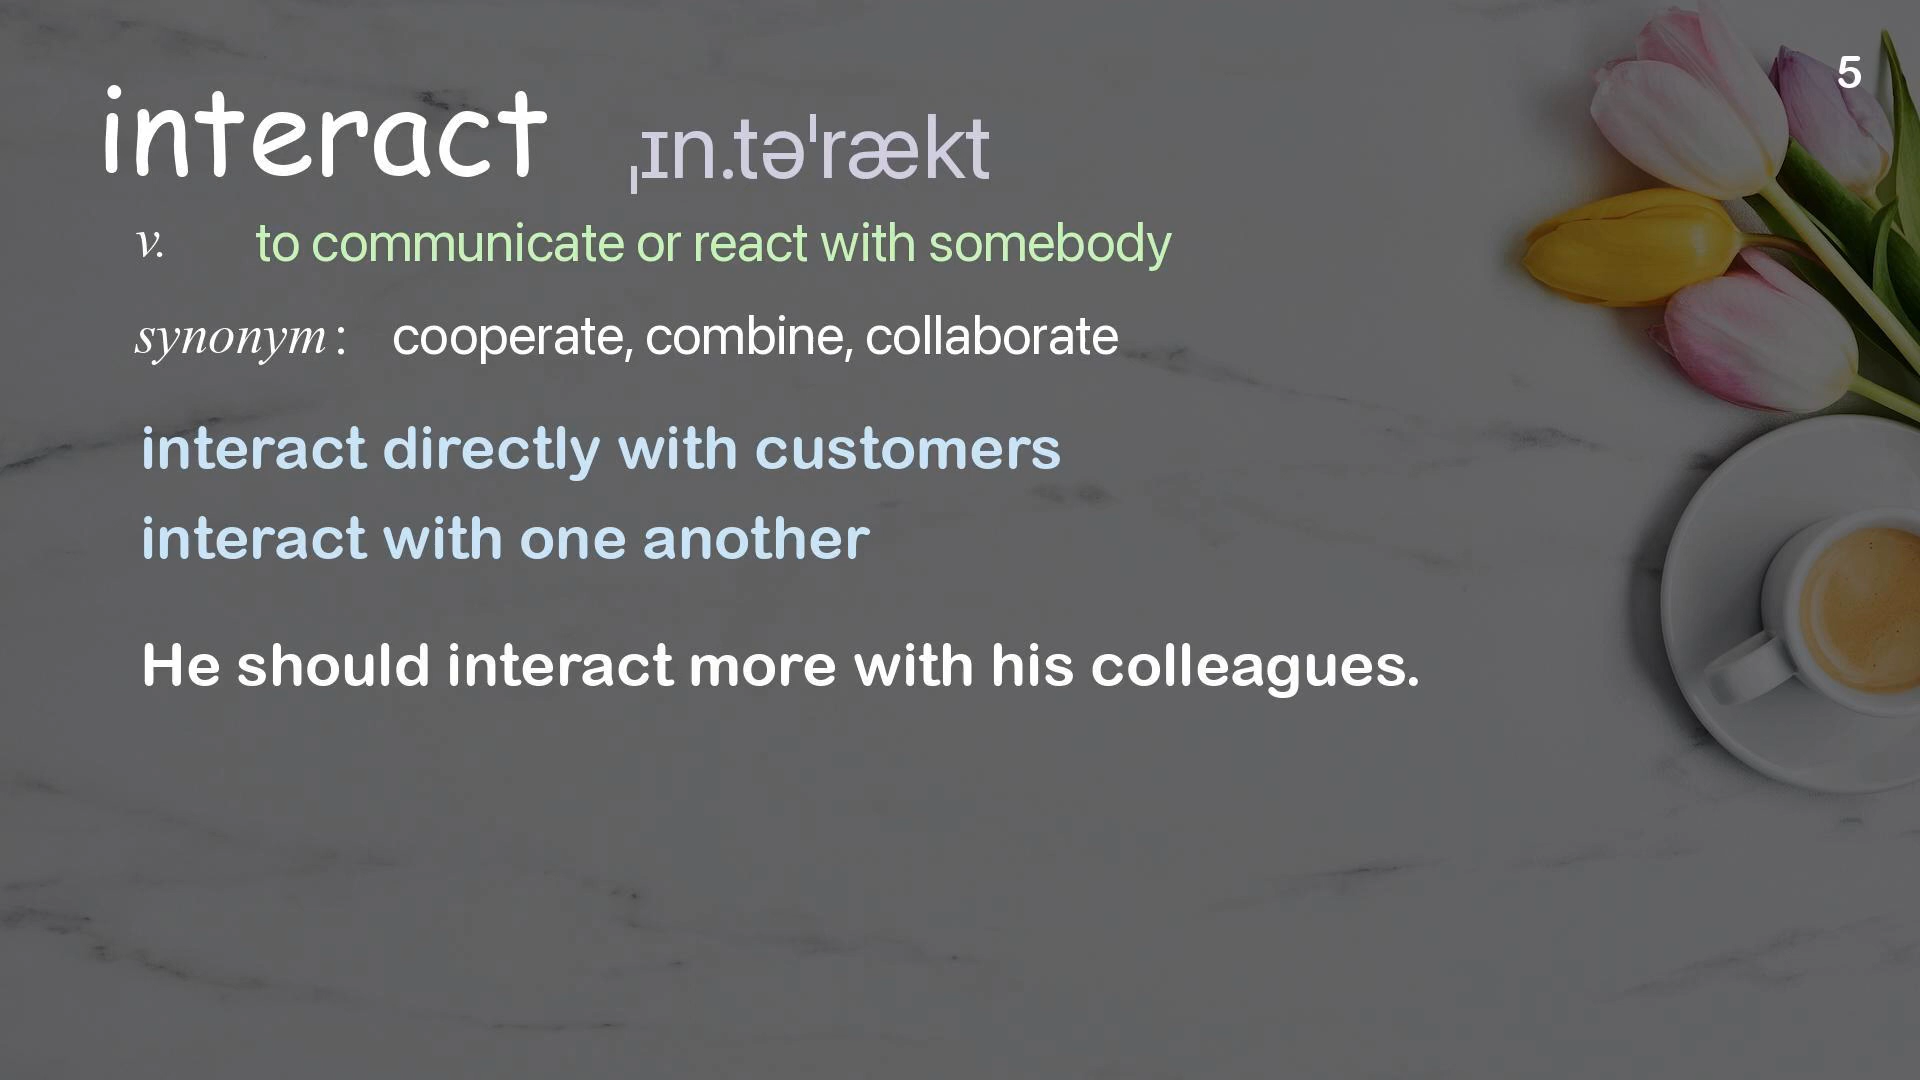 5
interact ˌɪn.təˈrækt
v. to communicate or react with somebody
synonym: cooperate, combine, collaborate
interact directly with customers
interact with one another
He should interact more with his colleagues.